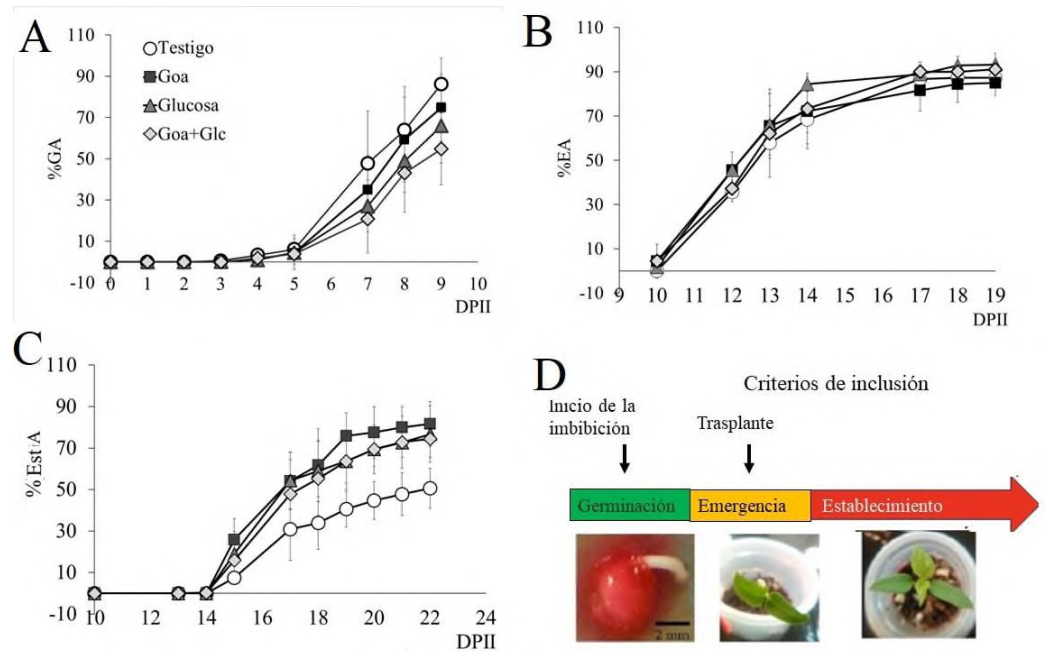 A
110
90
70
50
30
10
-10
%GA
Testigo
Goa
Glucosa
Goa+Glc
0 1 2 3 4 5 6 7 8 9 10
DPII
B
110
90
70
50
30
10
-10
%EA
9 10 11 12 13 14 15 16 17 18 19
DPII
C
110
90
70
50
30
10
-10
% Est A
10 12 14 16 18 20 22 24
DPII
D
Criterios de inclusión
Inicio de la
imbibición
Trasplante
Germinación
Emergencia
Establecimiento
2 mm